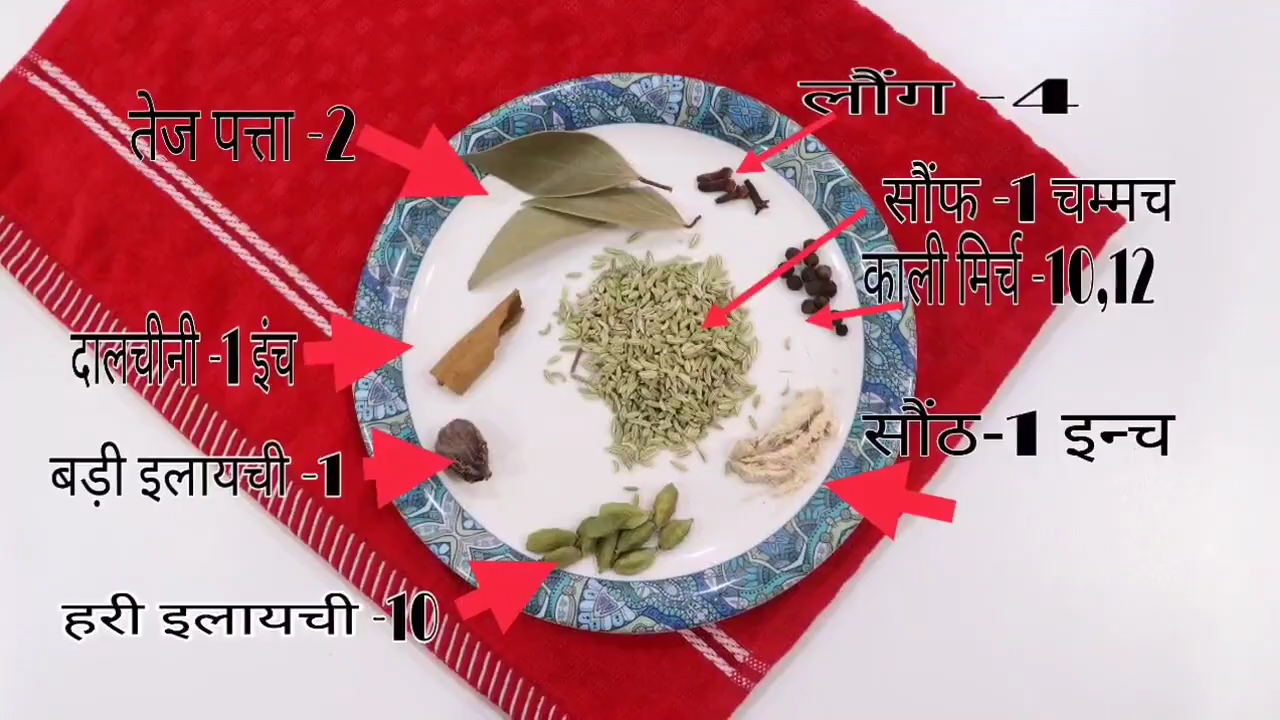 लौंग -4
तेज पत्ता -2
सौंफ -1 चम्मच
काली मिर्च -10,12
दालचीनी -1 इंच
सौंठ-1 इन्च
बड़ी इलायची -1
हरी इलायची -10